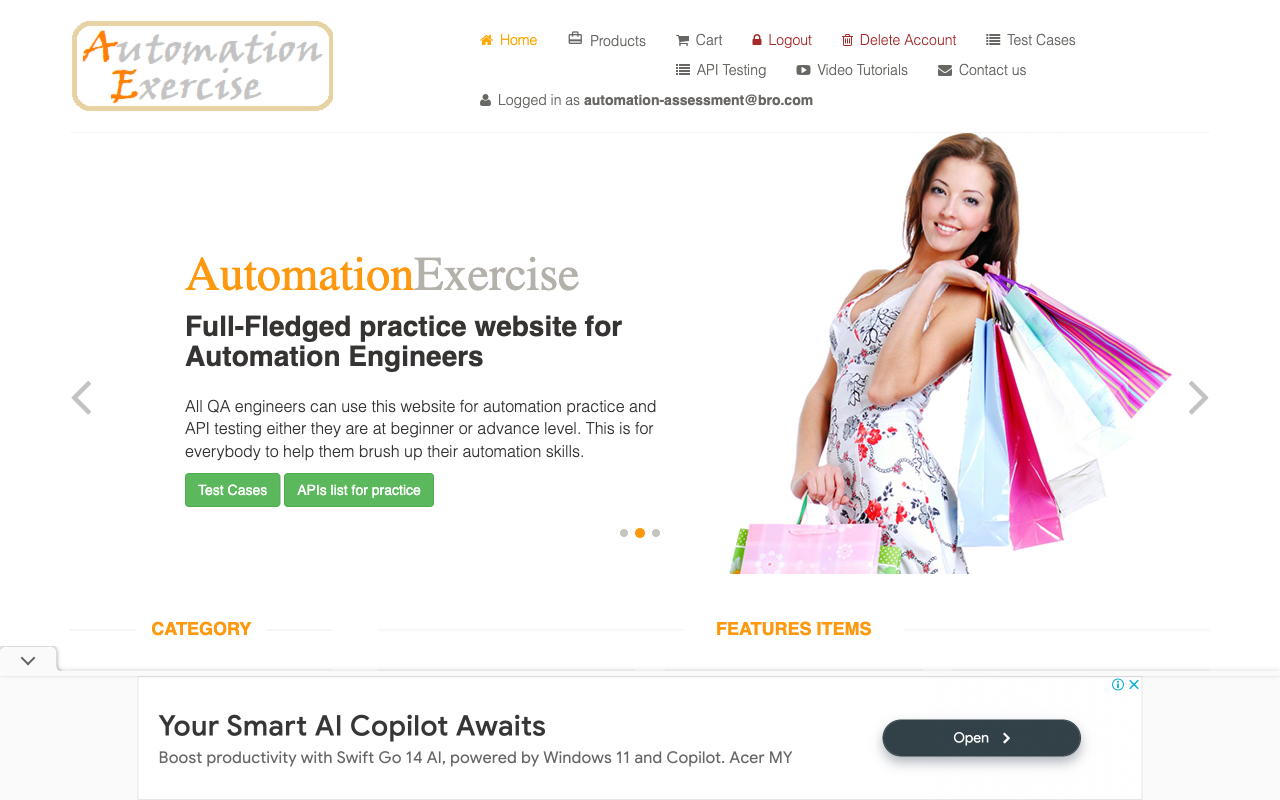 Automation
Exercise
Home Products Cart Logout Delete Account Test Cases
API Testing Video Tutorials Contact us
Logged in as automation-assessment@bro.com
AutomationExercise
Full-Fledged practice website for
Automation Engineers
All QA engineers can use this website for automation practice and
API testing either they are at beginner or advance level. This is for
everybody to help them brush up their automation skills.
Test Cases APIs list for practice
CATEGORY FEATURES ITEMS
Your Smart AI Copilot Awaits
Boost productivity with Swift Go 14 AI, powered by Windows 11 and Copilot. Acer MY
Open